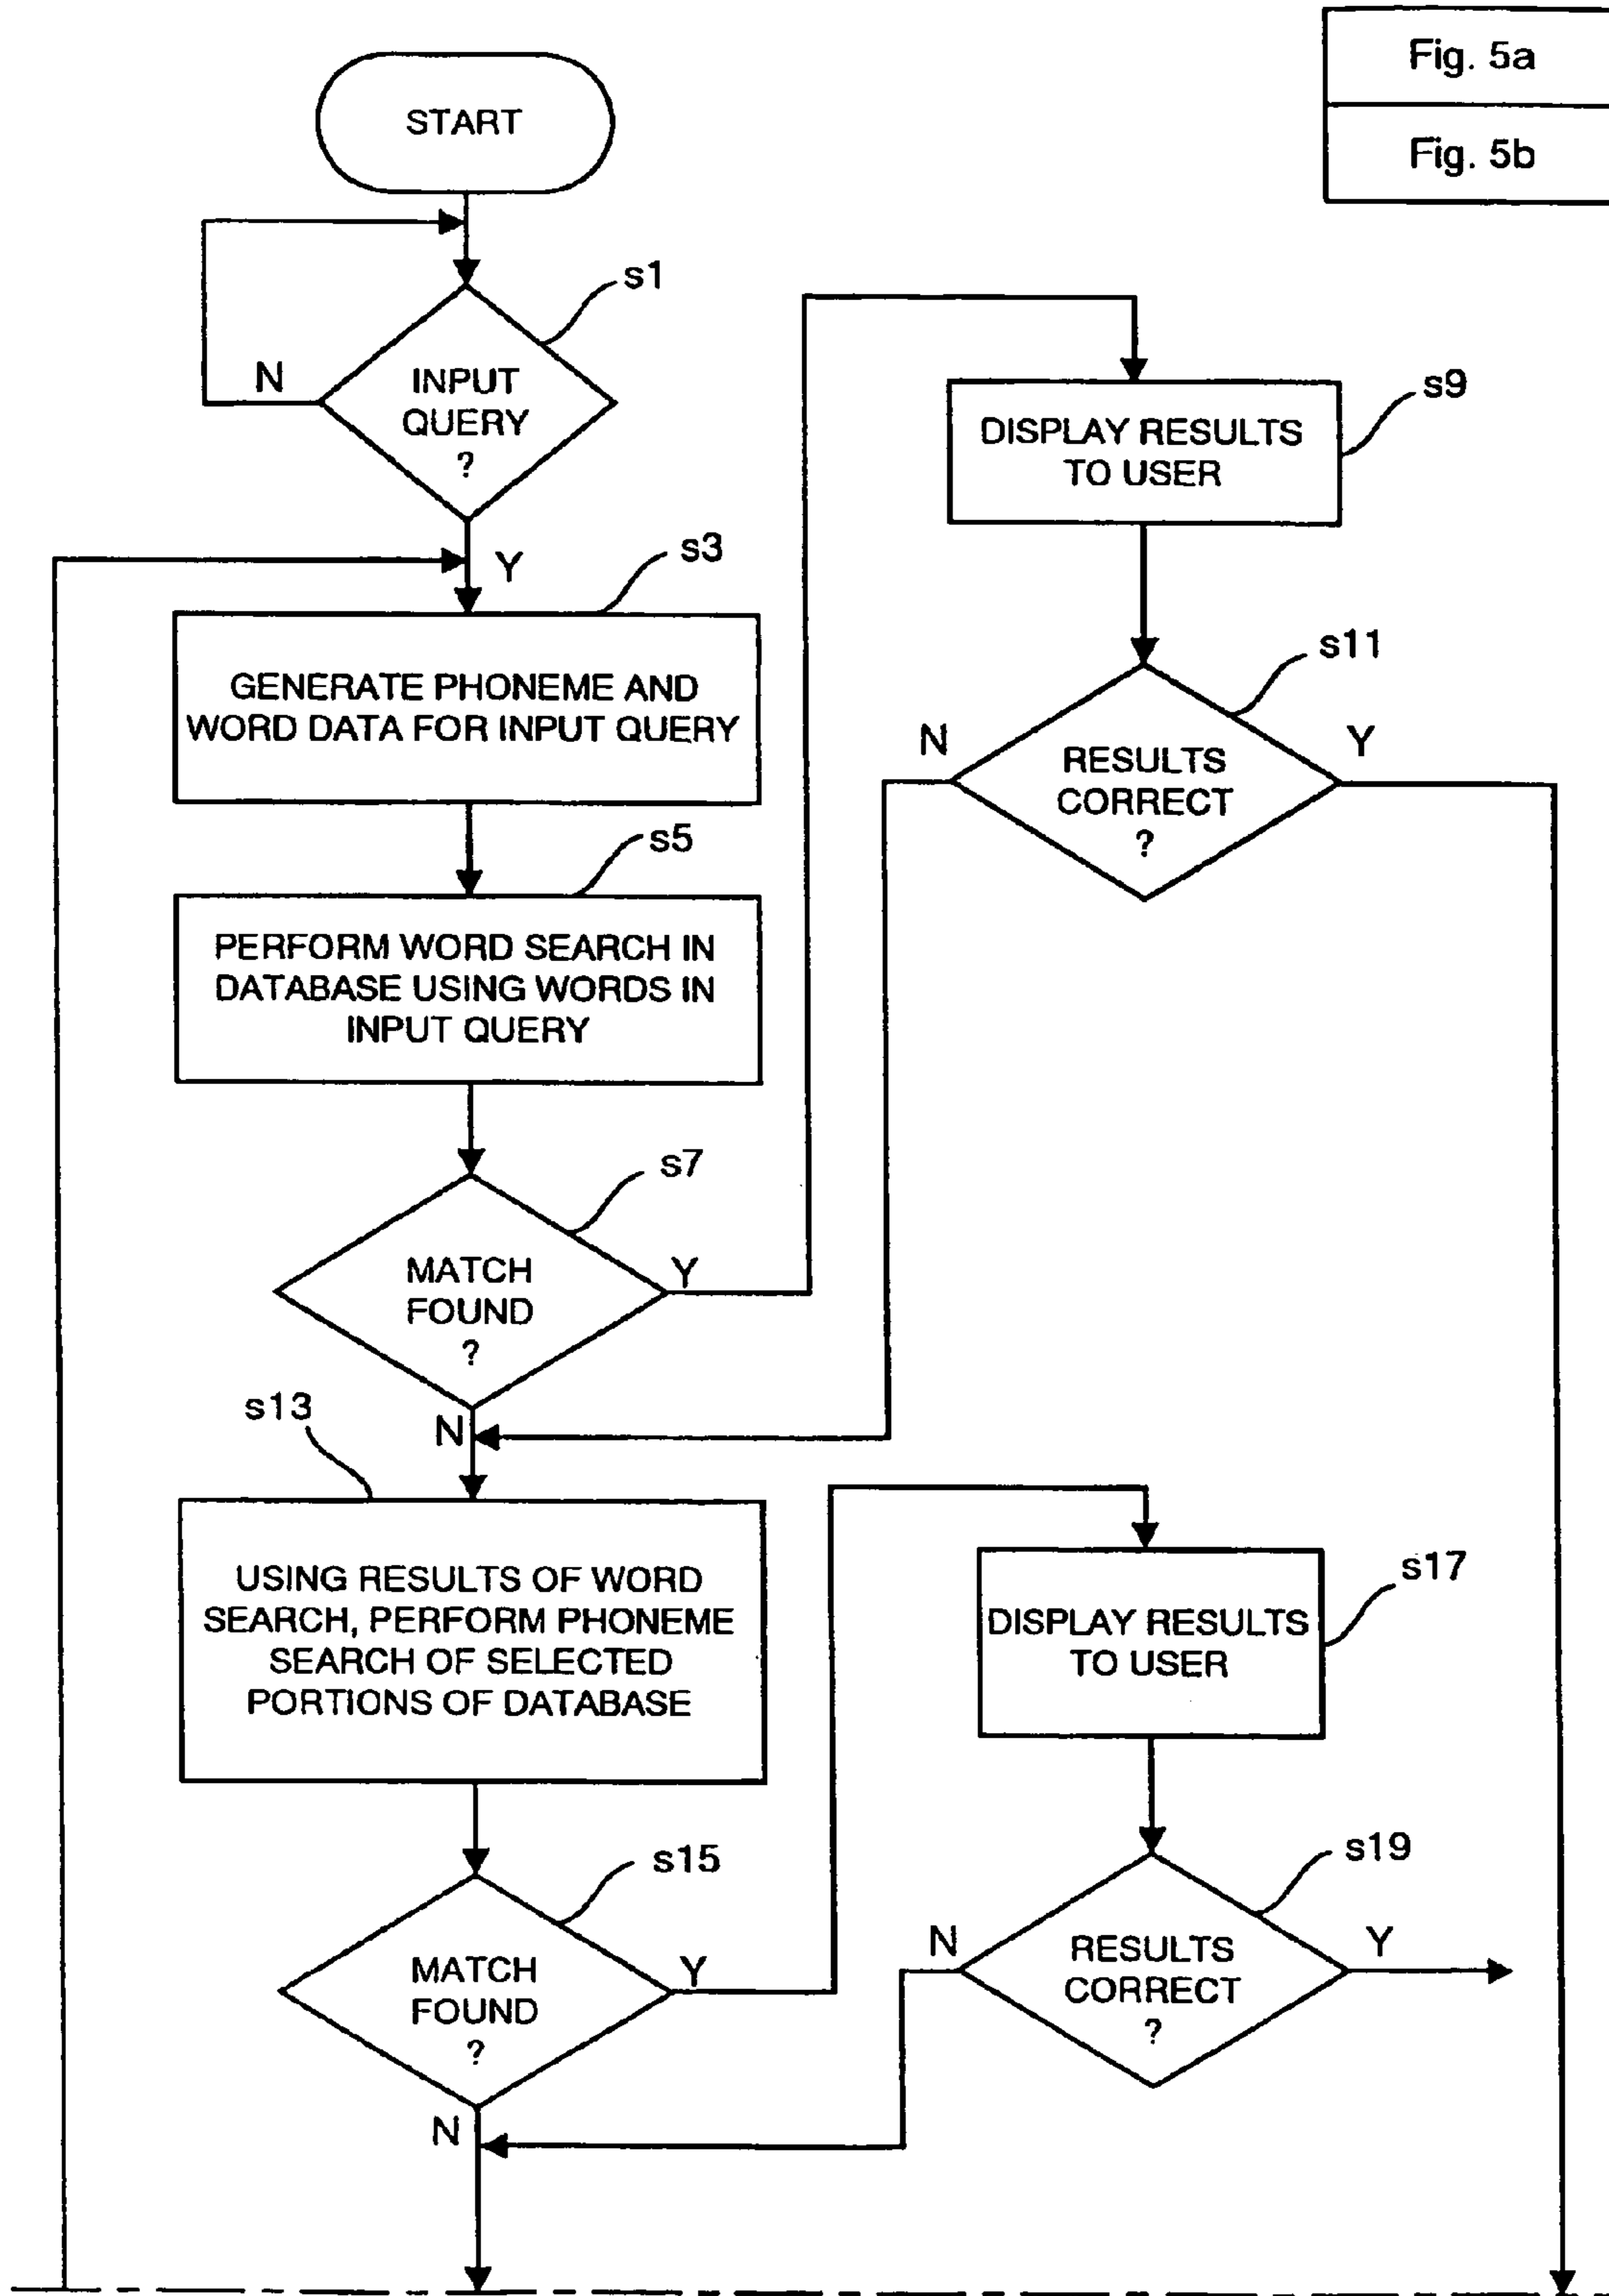 Fig. 5a
Fig. 5b
START
s1
N
INPUT
QUERY
?
Y
s3
GENERATE PHONEME AND
WORD DATA FOR INPUT QUERY
s5
PERFORM WORD SEARCH IN
DATABASE USING WORDS IN
INPUT QUERY
s7
MATCH
FOUND
?
Y
N
s9
DISPLAY RESULTS
TO USER
s11
N
Y
RESULTS
CORRECT
?
s13
USING RESULTS OF WORD
SEARCH, PERFORM PHONEME
SEARCH OF SELECTED
PORTIONS OF DATABASE
s15
MATCH
FOUND
?
Y
N
s17
DISPLAY RESULTS
TO USER
s19
N
Y
RESULTS
CORRECT
?